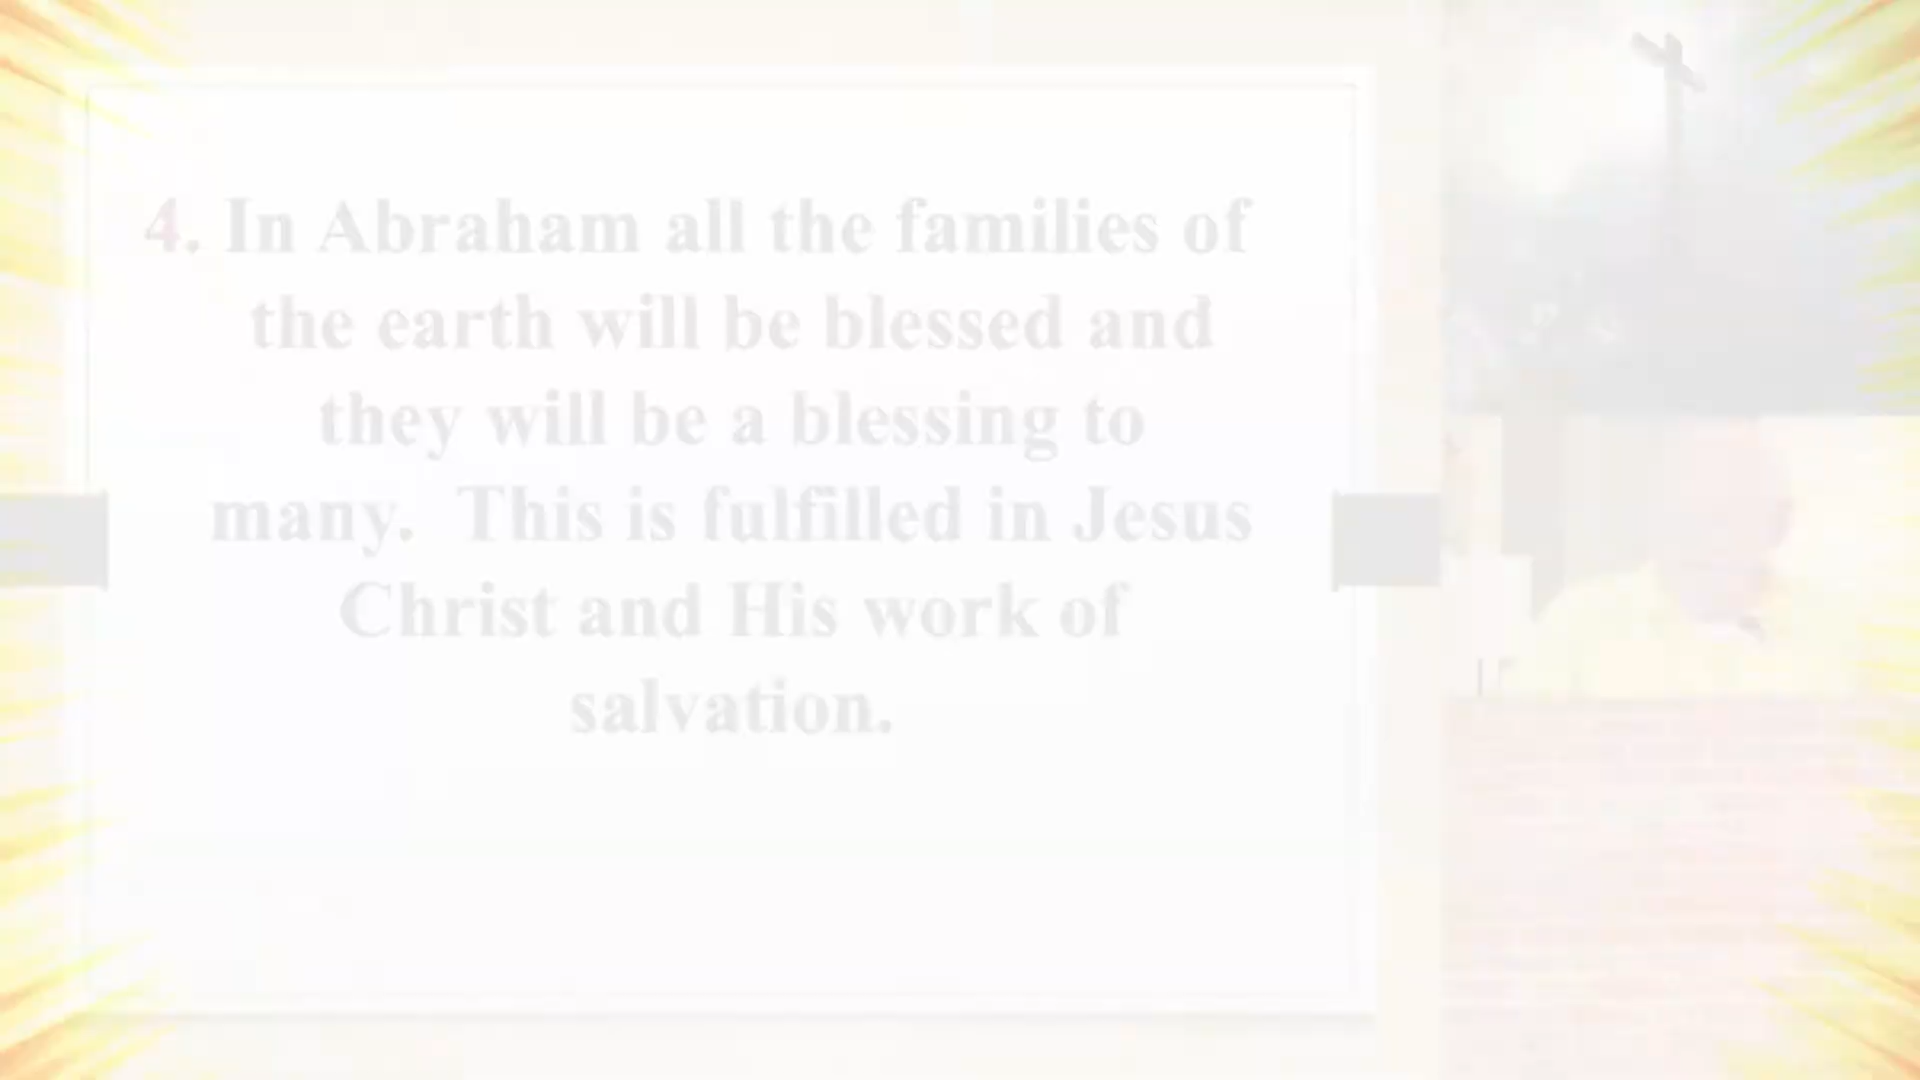 4. In Abraham all the families of
the earth will be blessed and
they will be a blessing to
many.  This is fulfilled in Jesus
Christ and His work of
salvation.